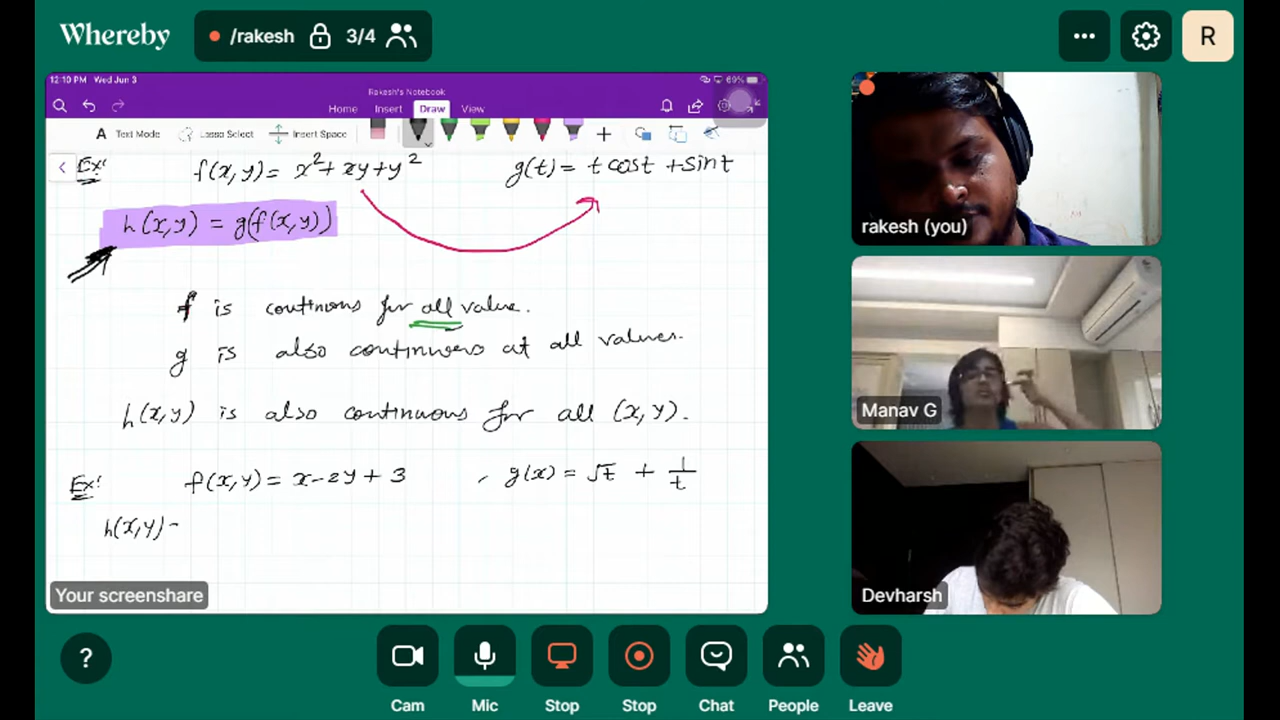 Whereby
/rakesh 3/4
R
12:10 PM Wed Jun 3
69%
Rakesh's Notebook
Home Insert Draw View
A Text Mode Lasso Select Insert Space
Ex: f(x,y) = x²+xy+y² g(t) = t cost + sint
h(x,y) = g(f(x,y))
f is continous for all value.
g is also continuers at all values.
h(x,y) is also continuous for all (x,y).
Ex: f(x,y) = x-2y+3 , g(x) = √t + 1/t
h(x,y) -
Your screenshare
rakesh (you)
Manav G
Devharsh
?
Cam Mic Stop Stop Chat People Leave